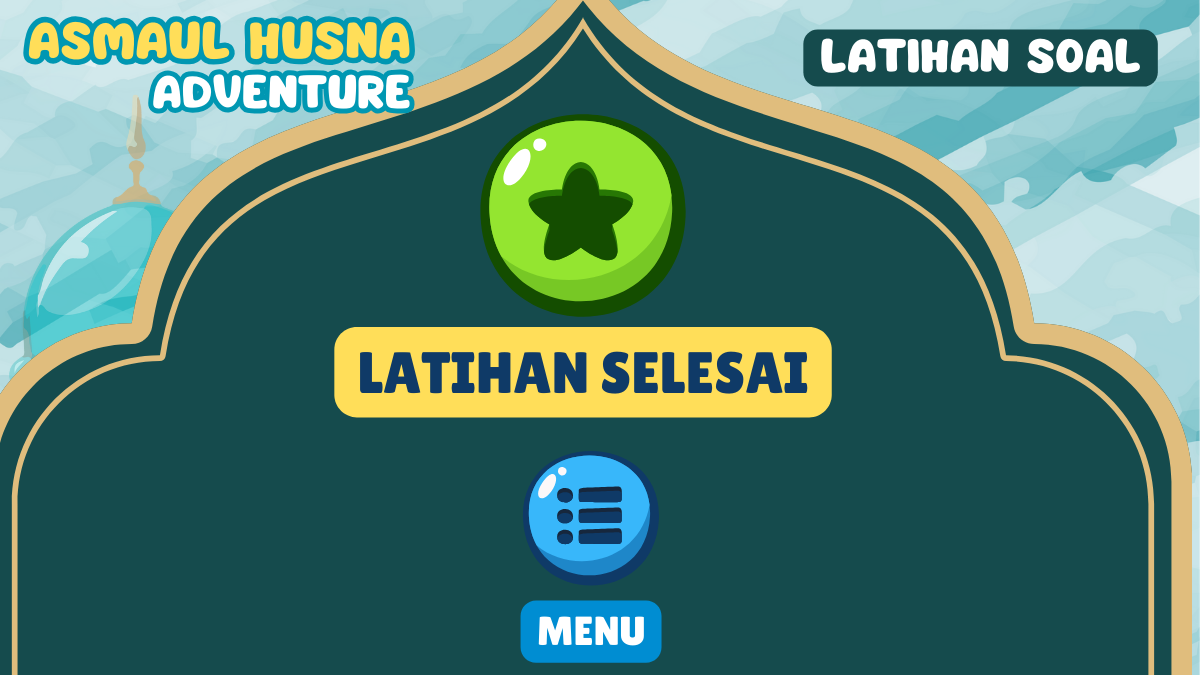 ASMAUL HUSNA
ADVENTURE
LATIHAN SOAL
LATIHAN SELESAI
MENU